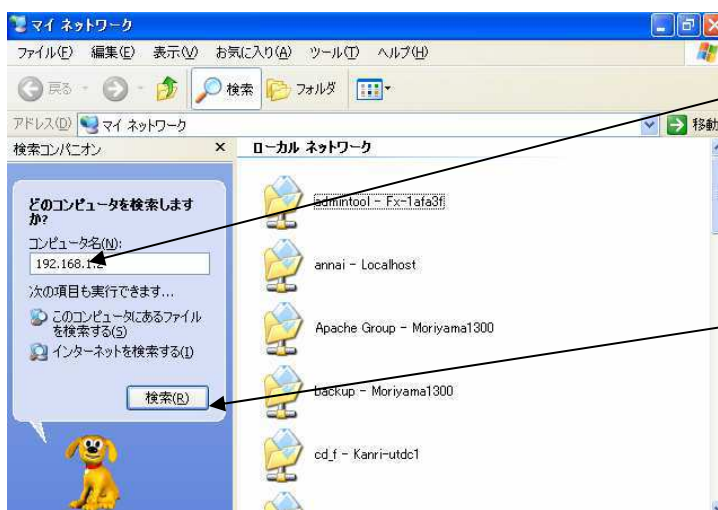 マイ ネットワーク
ファイル(F) 編集(E) 表示(V) お気に入り(A) ツール(T) ヘルプ(H)
戻る 検索 フォルダ
アドレス(D) マイ ネットワーク 移動
検索コンパニオン
ローカル ネットワーク
どのコンピュータを検索します
か?
コンピュータ名(N):
192.168.1.2
次の項目も実行できます...
このコンピュータにあるファイル
を検索する(S)
インターネットを検索する(I)
検索(R)
admintool - Fx-1afa3f
annai - Localhost
Apache Group - Moriyama1300
backup - Moriyama1300
cd_f - Kanri-utdc1